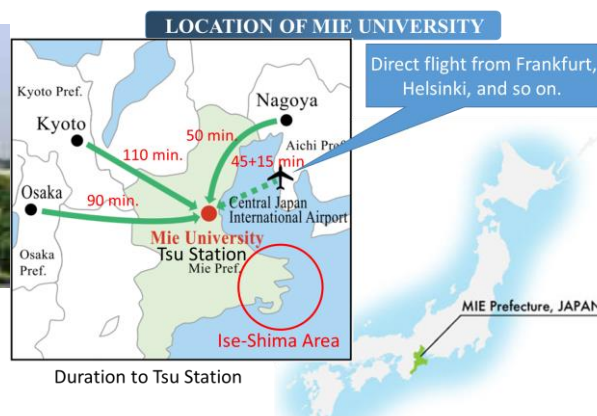 LOCATION OF MIE UNIVERSITY
Direct flight from Frankfurt,
Helsinki, and so on.
Kyoto Pref.
Kyoto
Nagoya
50 min.
110 min.
Aichi Pref.
45+15 min
Osaka
90 min.
Central Japan
International Airport
Mie University
Tsu Station
Osaka
Pref.
Mie Pref.
Ise-Shima Area
MIE Prefecture, JAPAN
Duration to Tsu Station